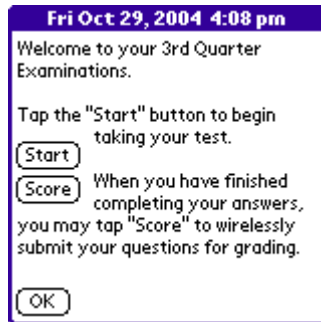 Fri Oct 29, 2004 4:08 pm
Welcome to your 3rd Quarter
Examinations.
Tap the "Start" button to begin
taking your test.
Start
Score
When you have finished
completing your answers,
you may tap "Score" to wirelessly
submit your questions for grading.
OK